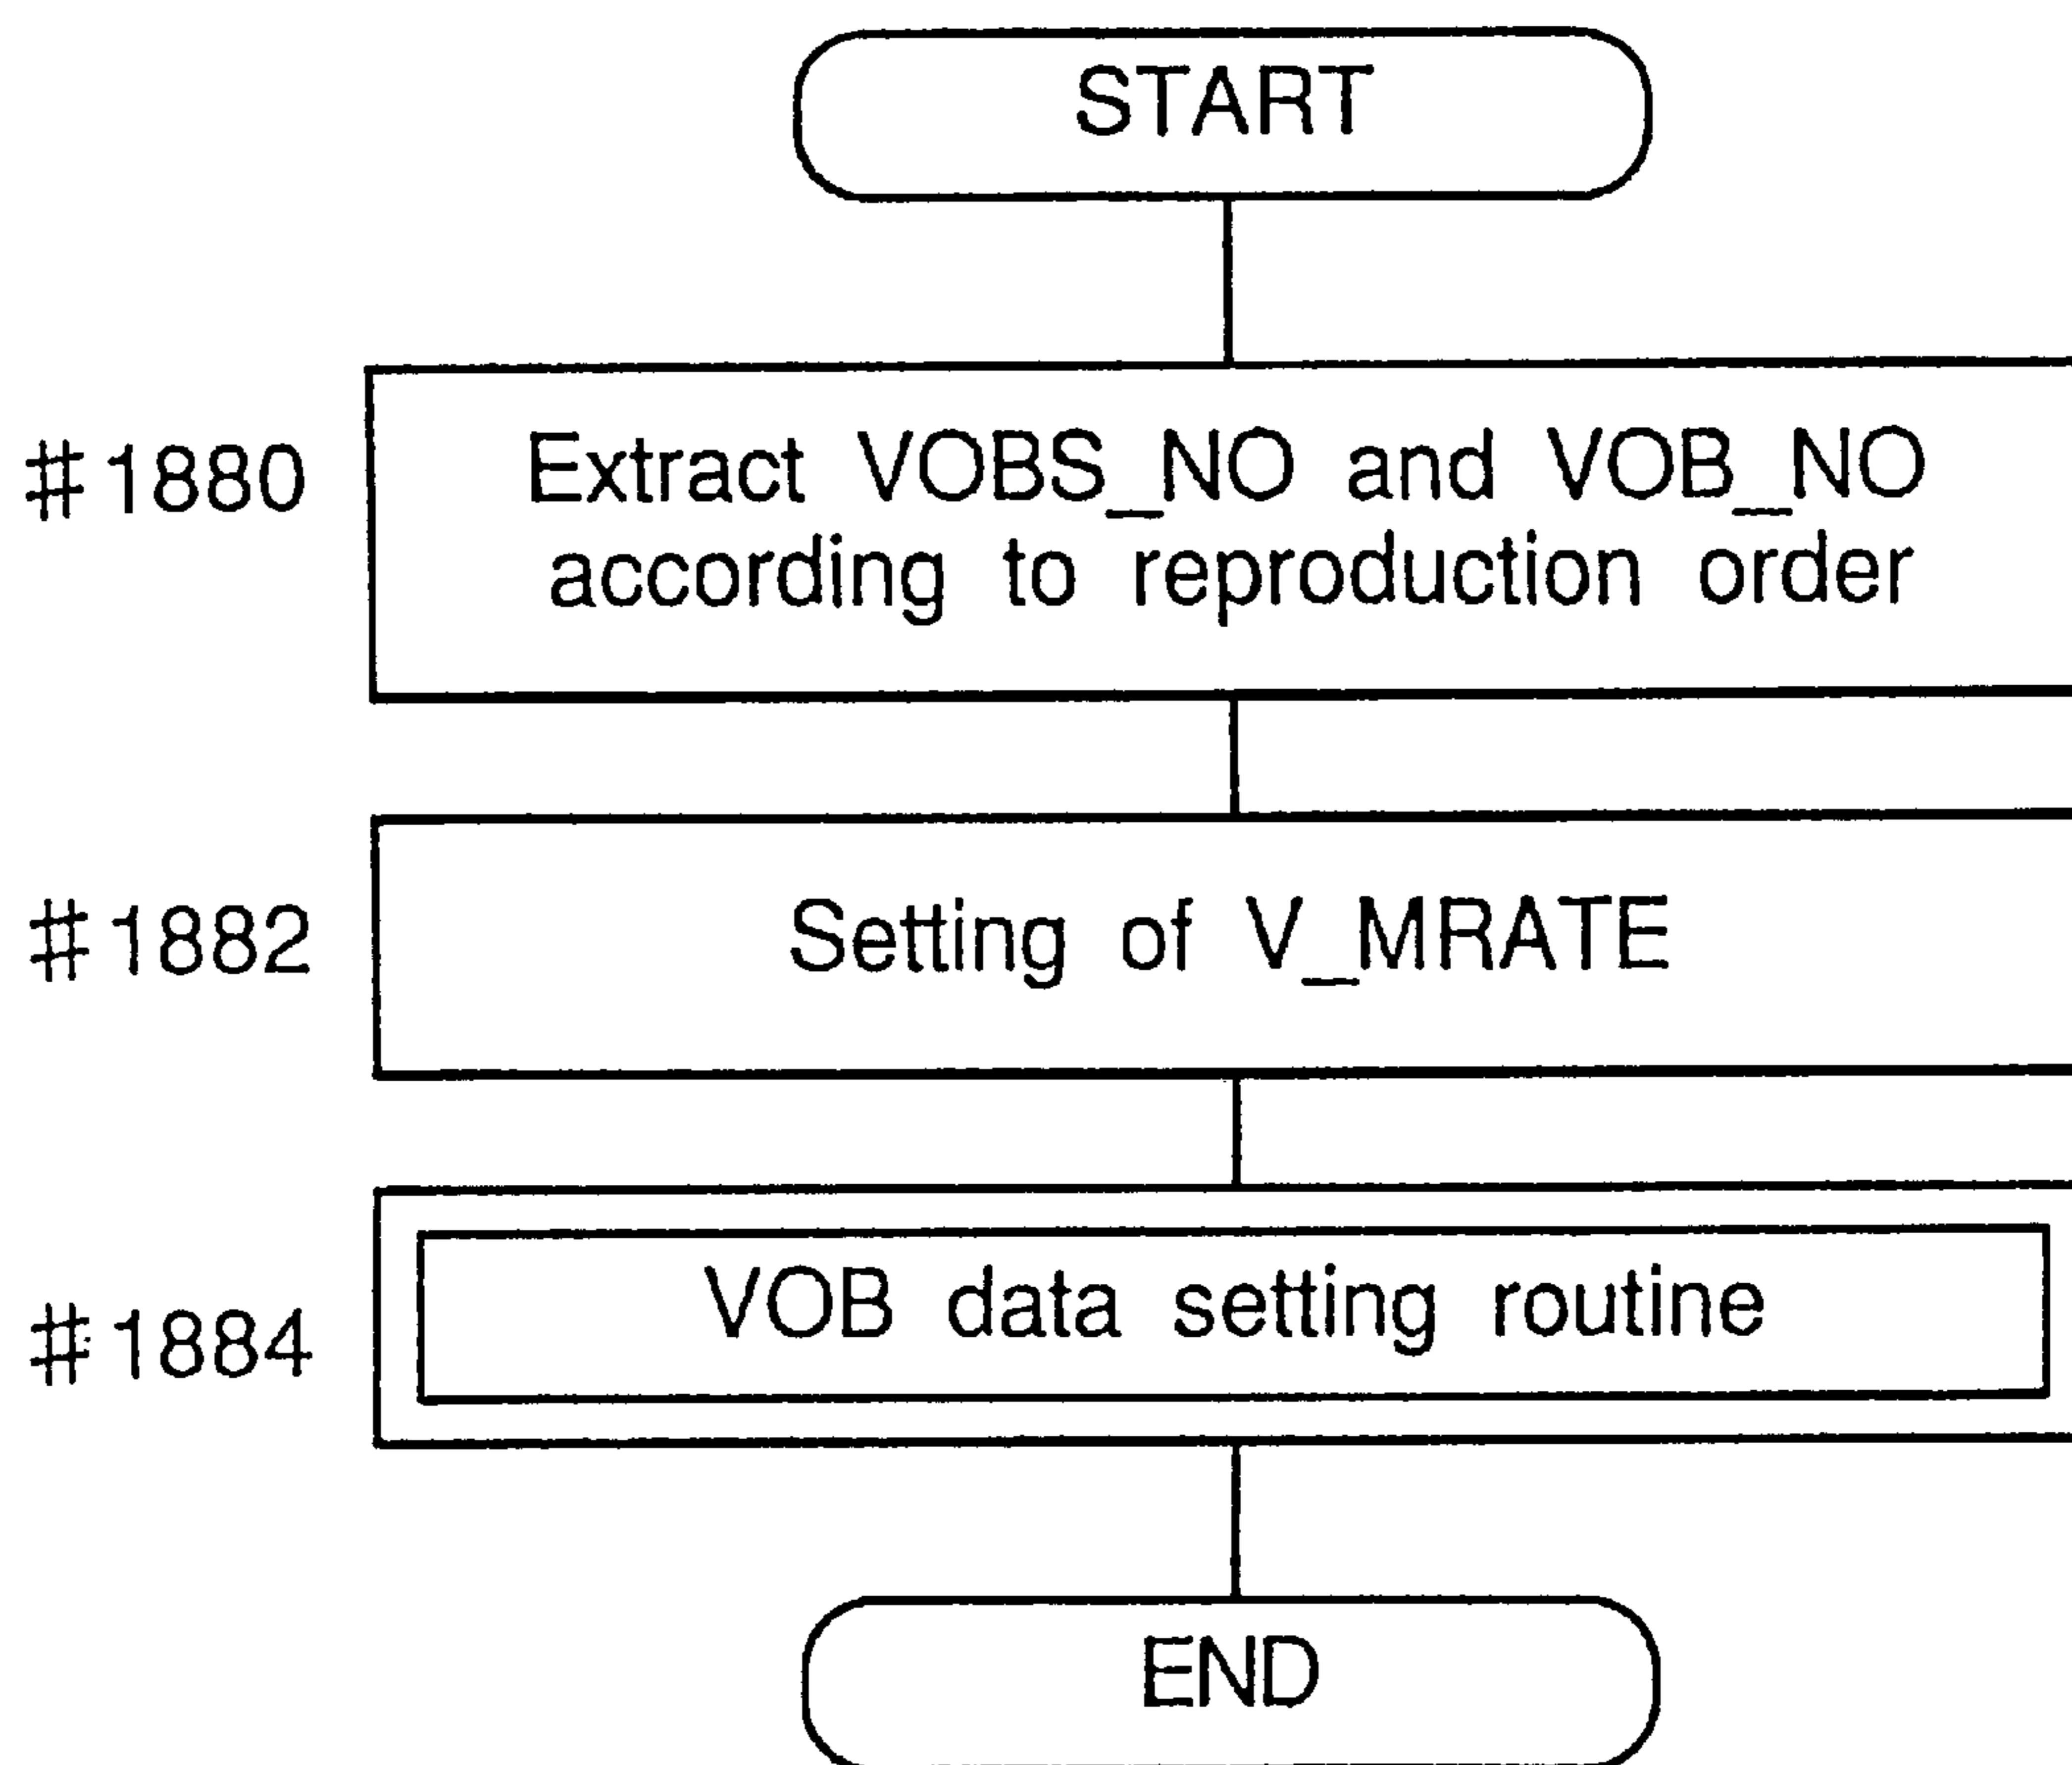 START
#1880
Extract VOBS_NO and VOB_NO
according to reproduction order
#1882
Setting of V_MRATE
#1884
VOB data setting routine
END